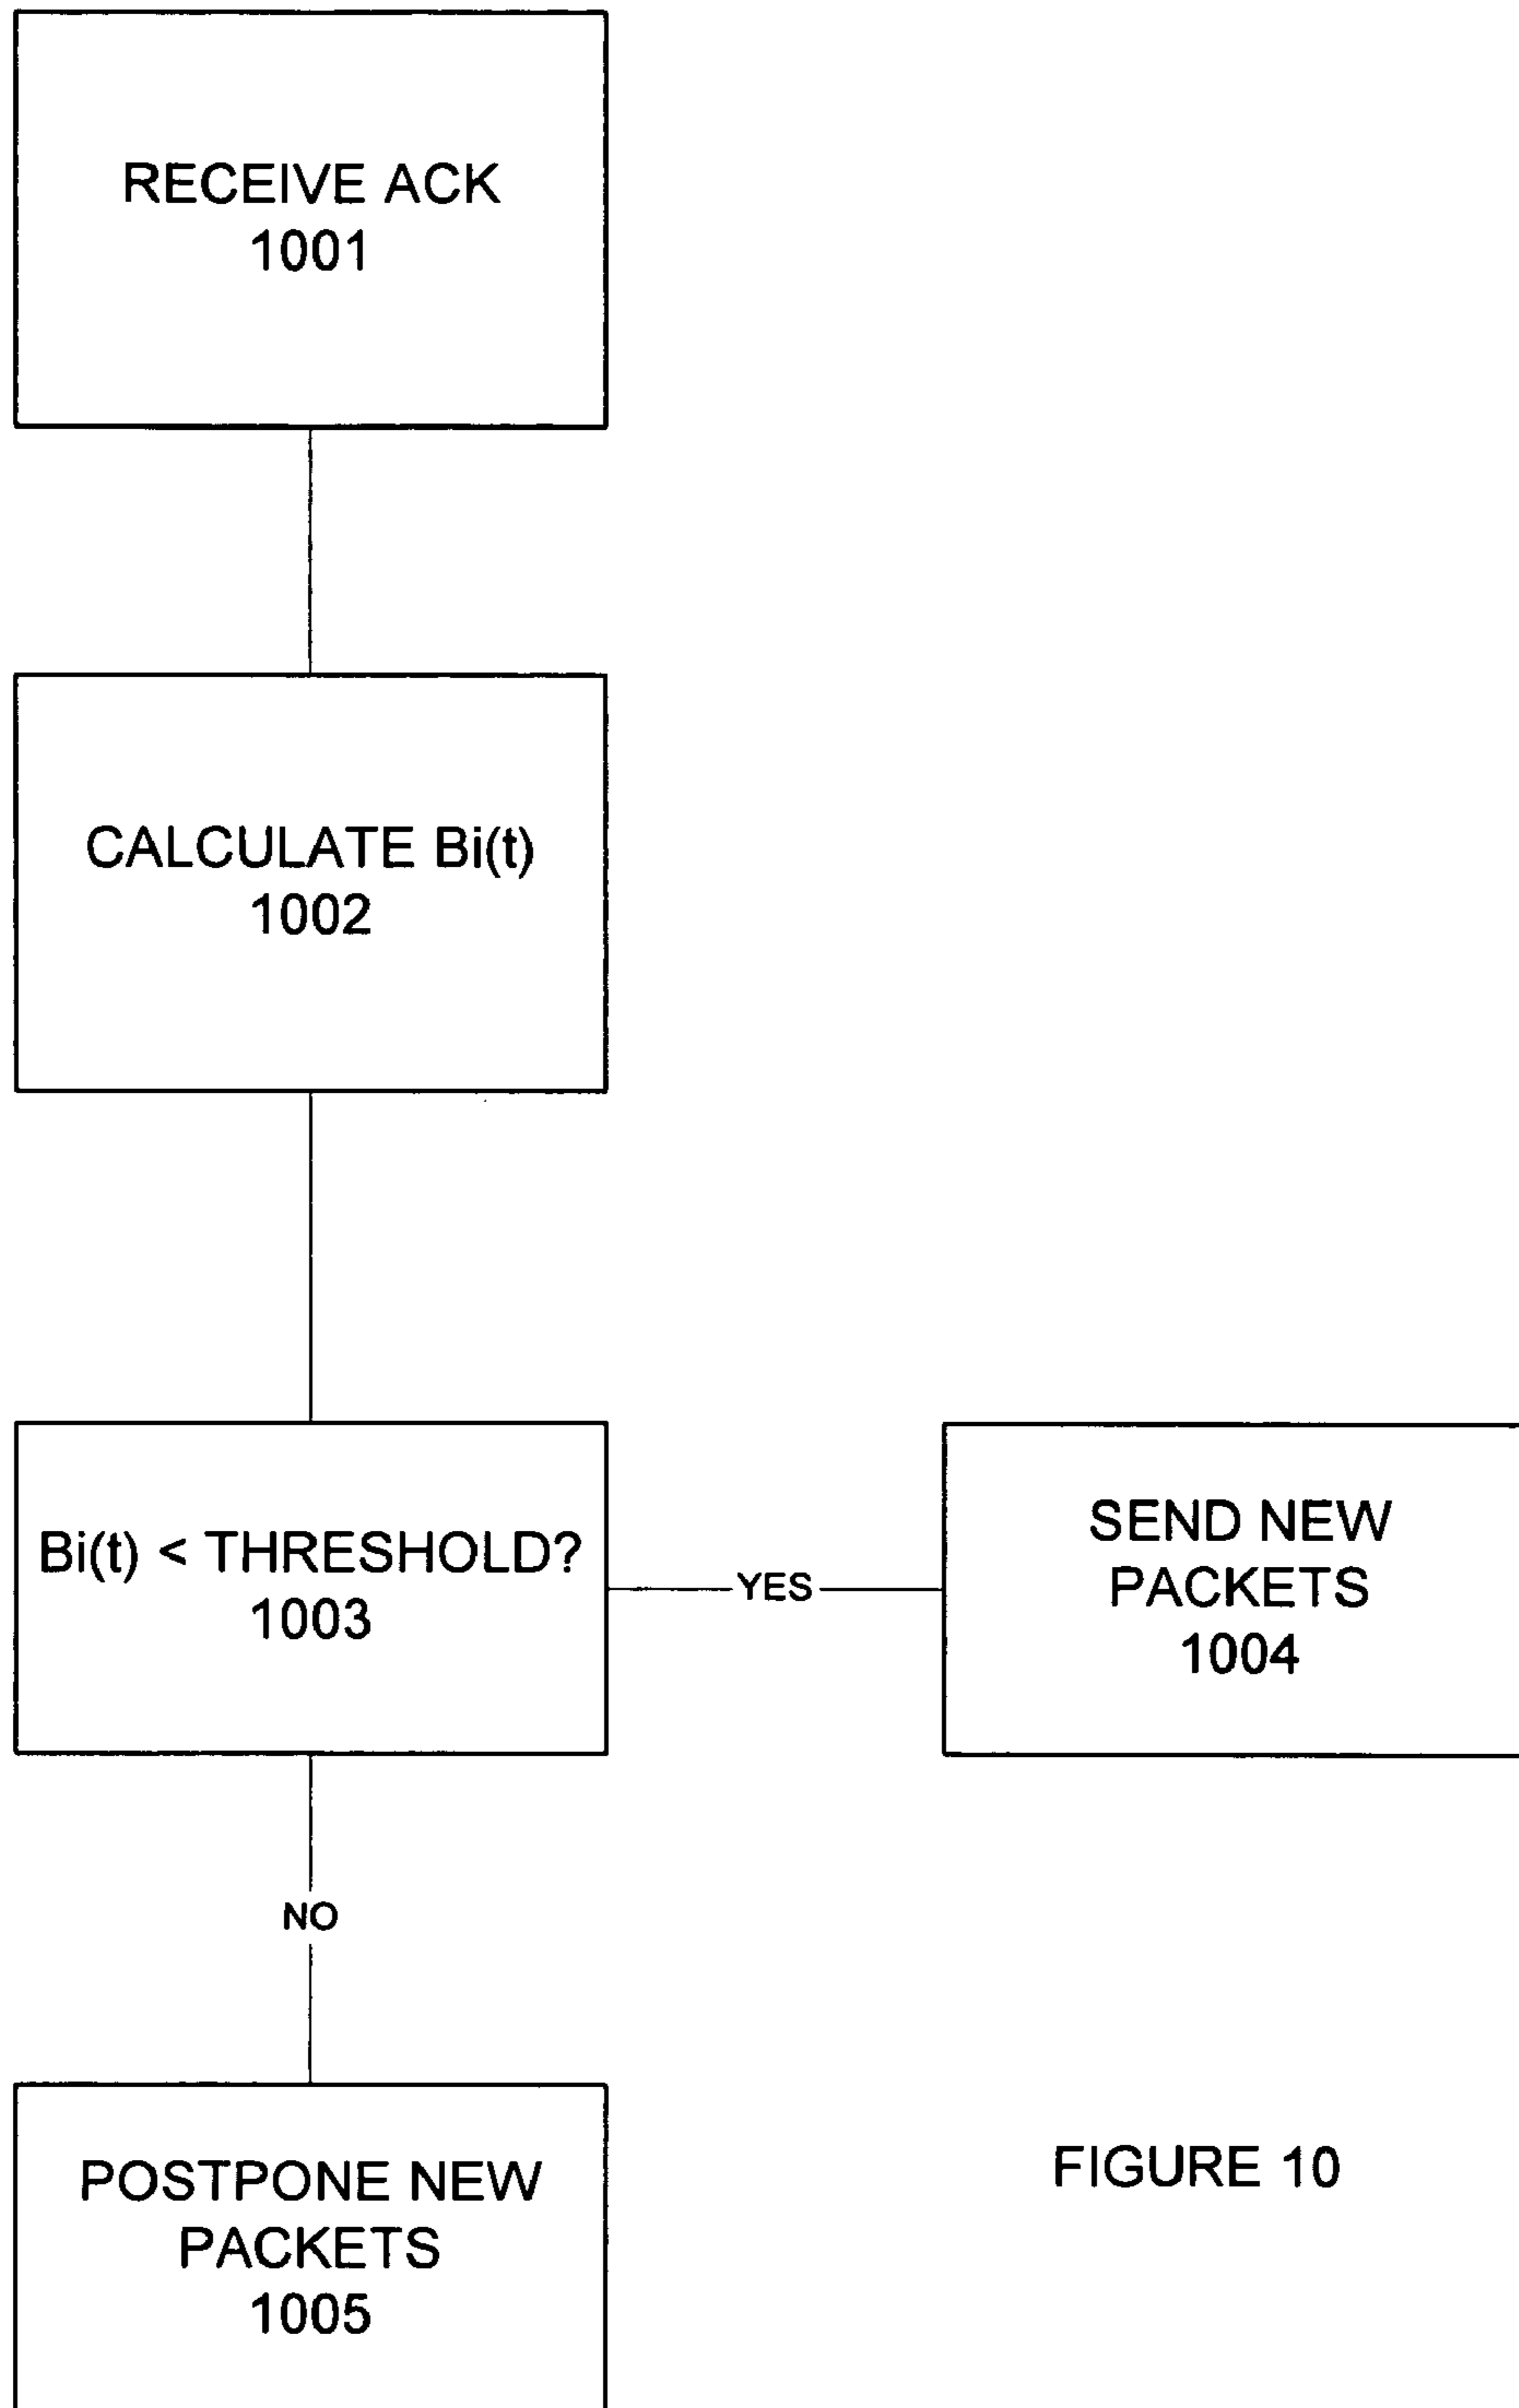 RECEIVE ACK
1001
CALCULATE Bi(t)
1002
Bi(t) < THRESHOLD?
1003
YES
SEND NEW
PACKETS
1004
NO
POSTPONE NEW
PACKETS
1005
FIGURE 10